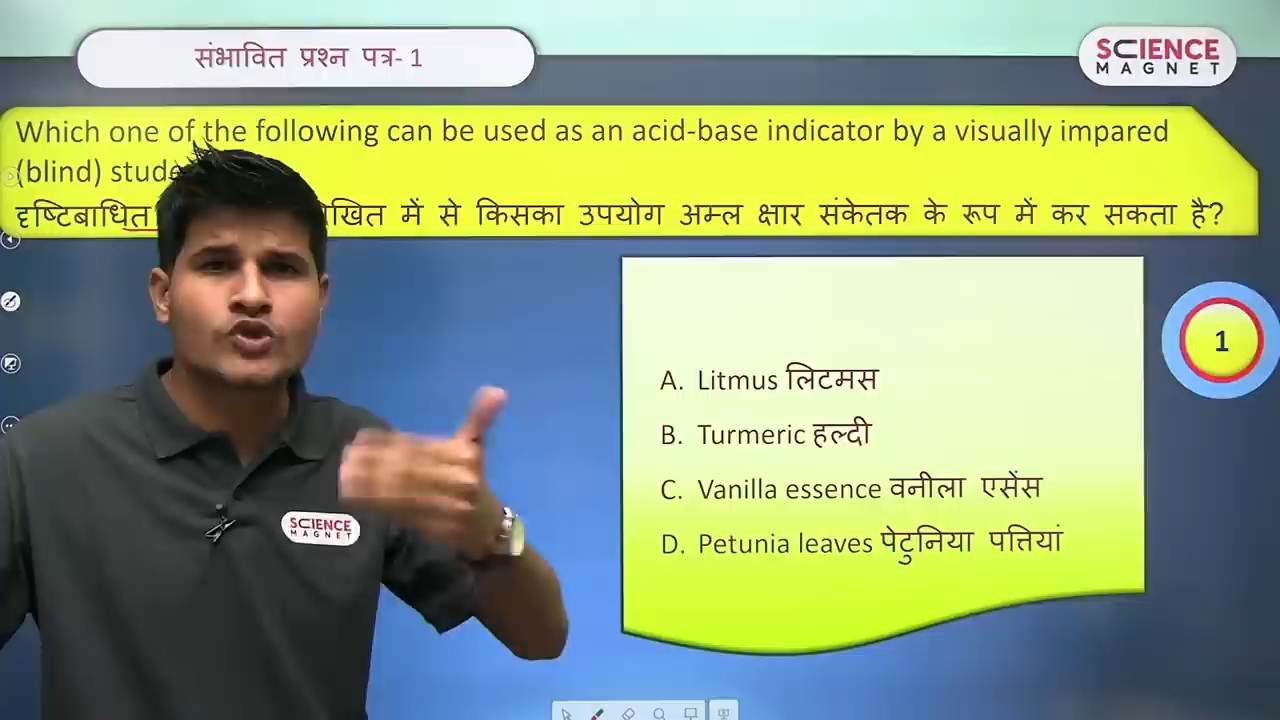 संभावित प्रश्न पत्र- 1
SCIENCE
MAGNET
Which one of the following can be used as an acid-base indicator by a visually impared
(blind)
दृष्टिबाधित में से किसका उपयोग अम्ल क्षार संकेतक के रूप में कर सकता है?
1
A. Litmus लिटमस
B. Turmeric हल्दी
C. Vanilla essence वनीला एसेंस
D. Petunia leaves पेटुनिया पत्तियां
SCIENCE
MAGNET